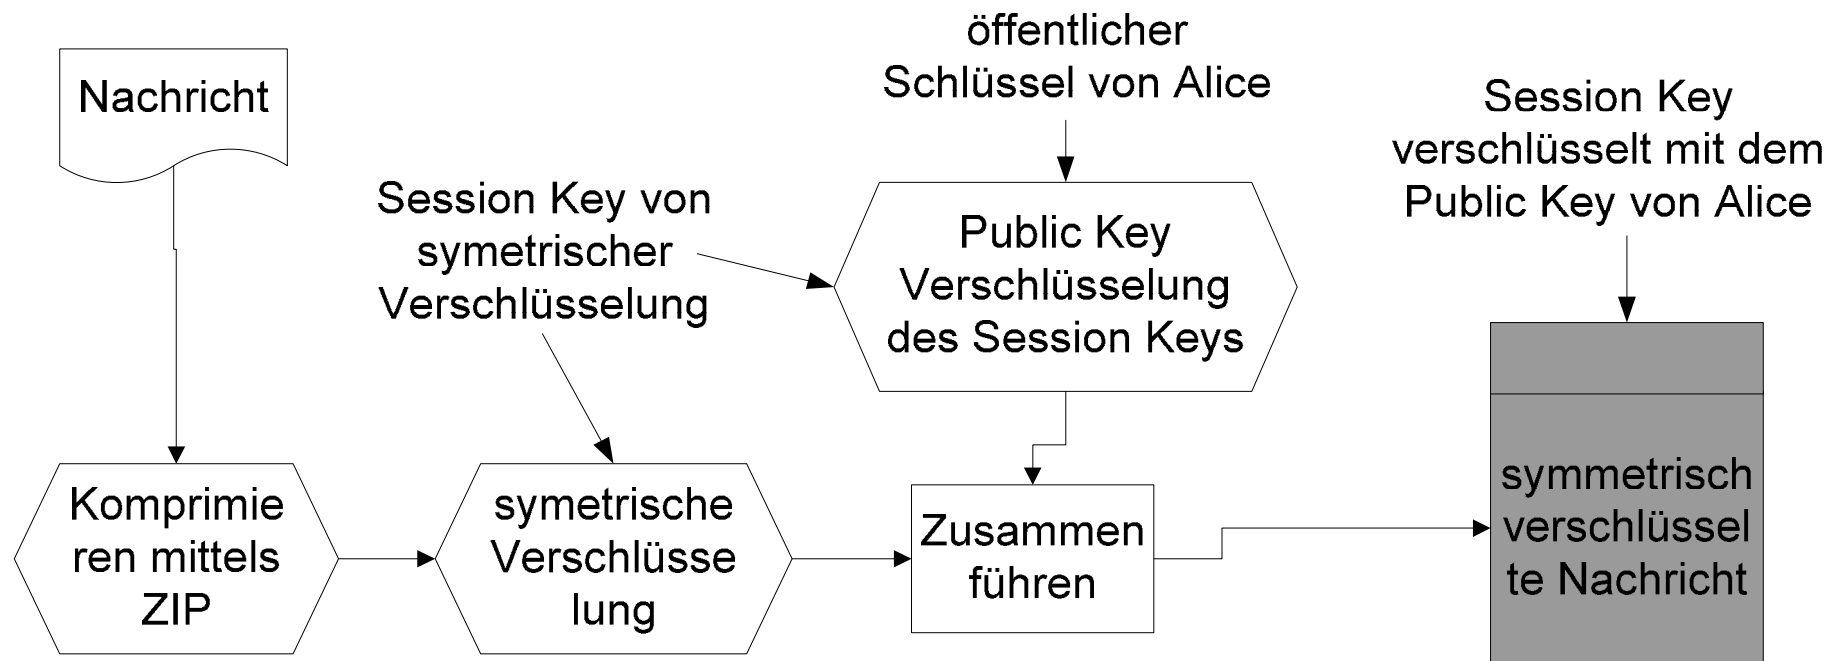 Nachricht
öffentlicher
Schlüssel von Alice
Session Key
verschlüsselt mit dem
Public Key von Alice
Session Key von
symetrischer
Verschlüsselung
Public Key
Verschlüsselung
des Session Keys
Komprimie
ren mittels
ZIP
symetrische
Verschlüsse
lung
Zusammen
führen
symmetrisch
verschlüssel
te Nachricht